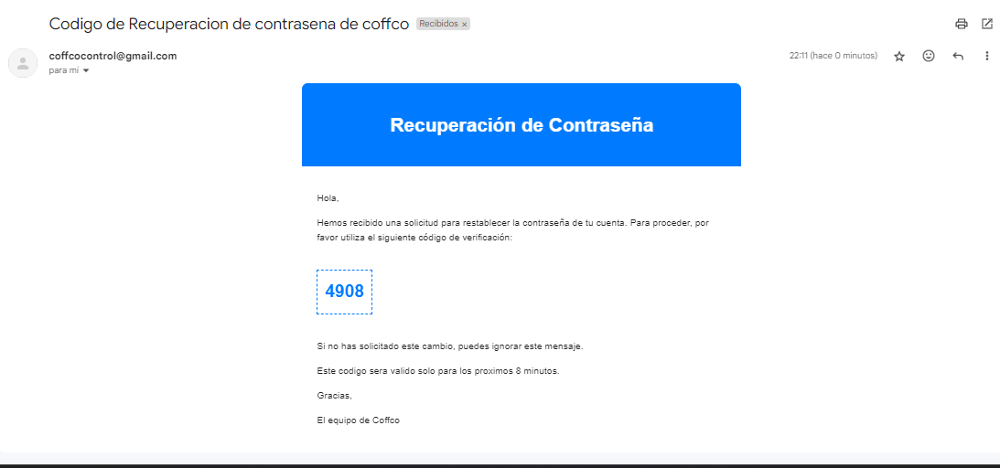 Codigo de Recuperacion de contrasena de coffco Recibidos ×
coffcocontrol@gmail.com 22:11 (hace 0 minutos)
para mí
Recuperación de Contraseña
Hola,
Hemos recibido una solicitud para restablecer la contraseña de tu cuenta. Para proceder, por
favor utiliza el siguiente código de verificación:
4908
Si no has solicitado este cambio, puedes ignorar este mensaje.
Este codigo sera valido solo para los proximos 8 minutos.
Gracias,
El equipo de Coffco